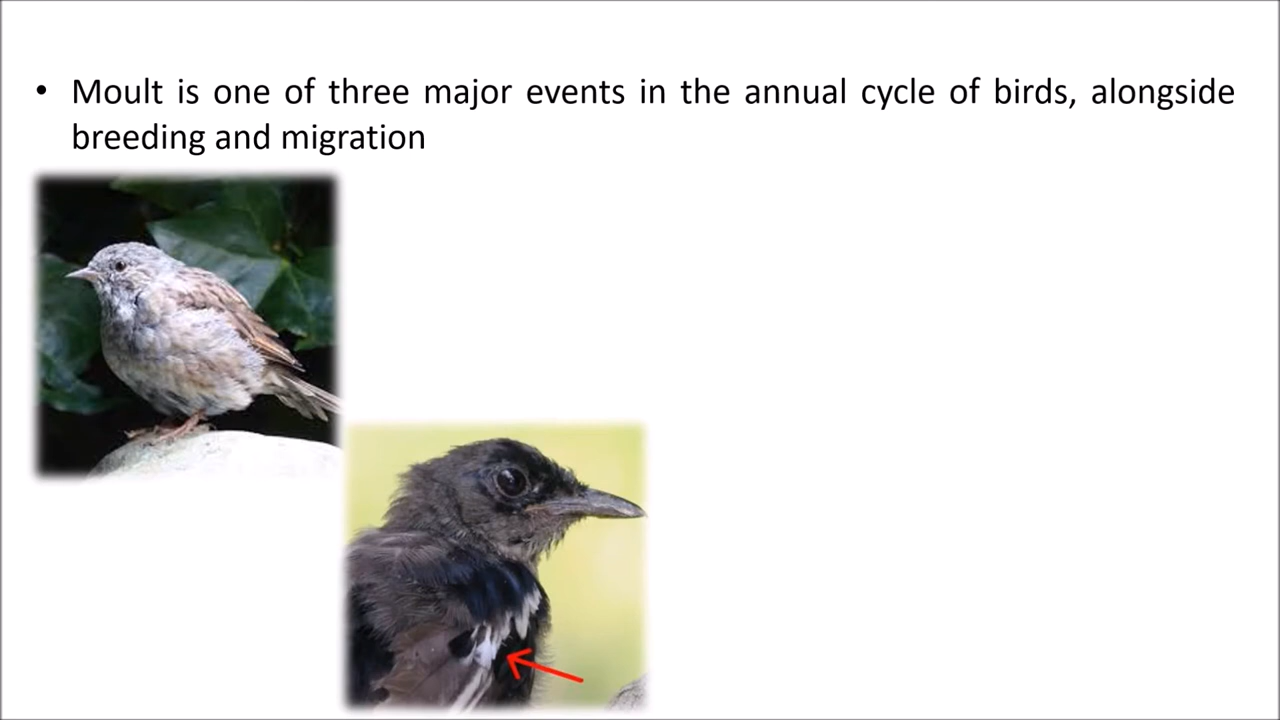 • Moult is one of three major events in the annual cycle of birds, alongside
breeding and migration